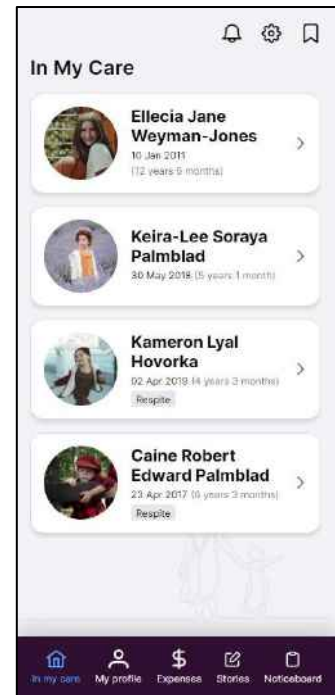 In My Care
Ellecia Jane
Weyman-Jones
10 Jan 2011
(12 years 5 months)
Keira-Lee Soraya
Palmblad
30 May 2018 (5 years 1 month)
Kameron Lyal
Hovorka
02 Apr 2019 (4 years 3 months)
Respite
Caine Robert
Edward Palmblad
23 Apr 2017 (6 years 3 months)
Respite
In my care My profile Expenses Stories Noticeboard